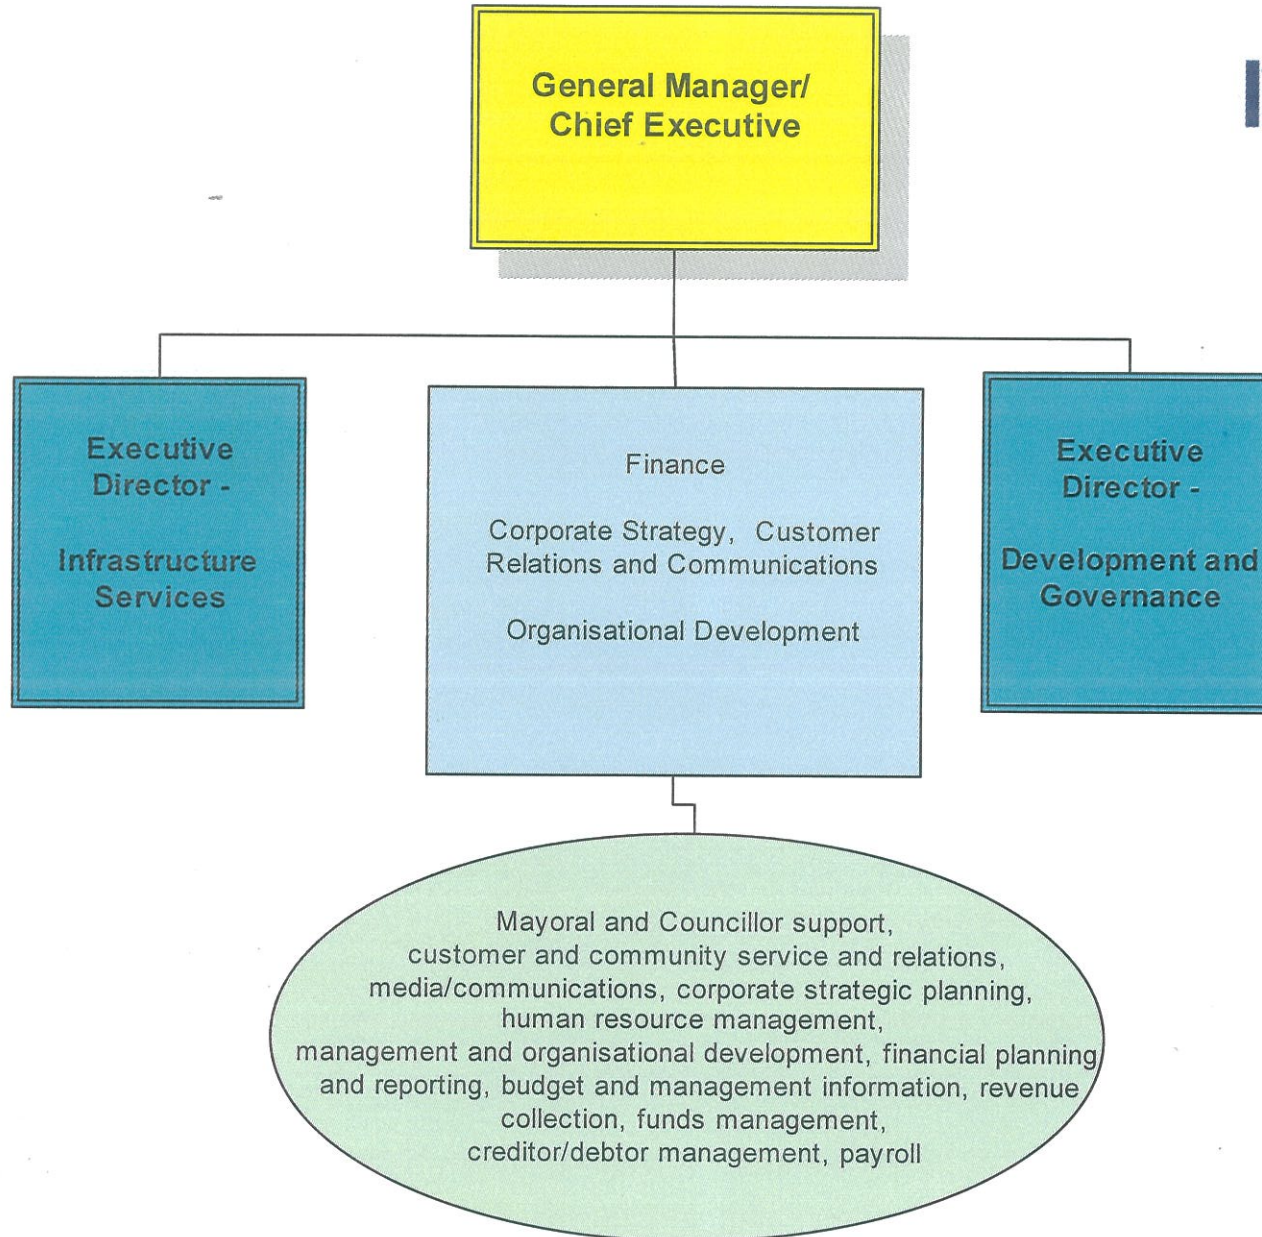 General Manager/
Chief Executive
Executive
Director -
Infrastructure
Services
Finance
Corporate Strategy, Customer
Relations and Communications
Organisational Development
Executive
Director -
Development and
Governance
Mayoral and Councillor support,
customer and community service and relations,
media/communications, corporate strategic planning,
human resource management,
management and organisational development, financial planning
and reporting, budget and management information, revenue
collection, funds management,
creditor/debtor management, payroll